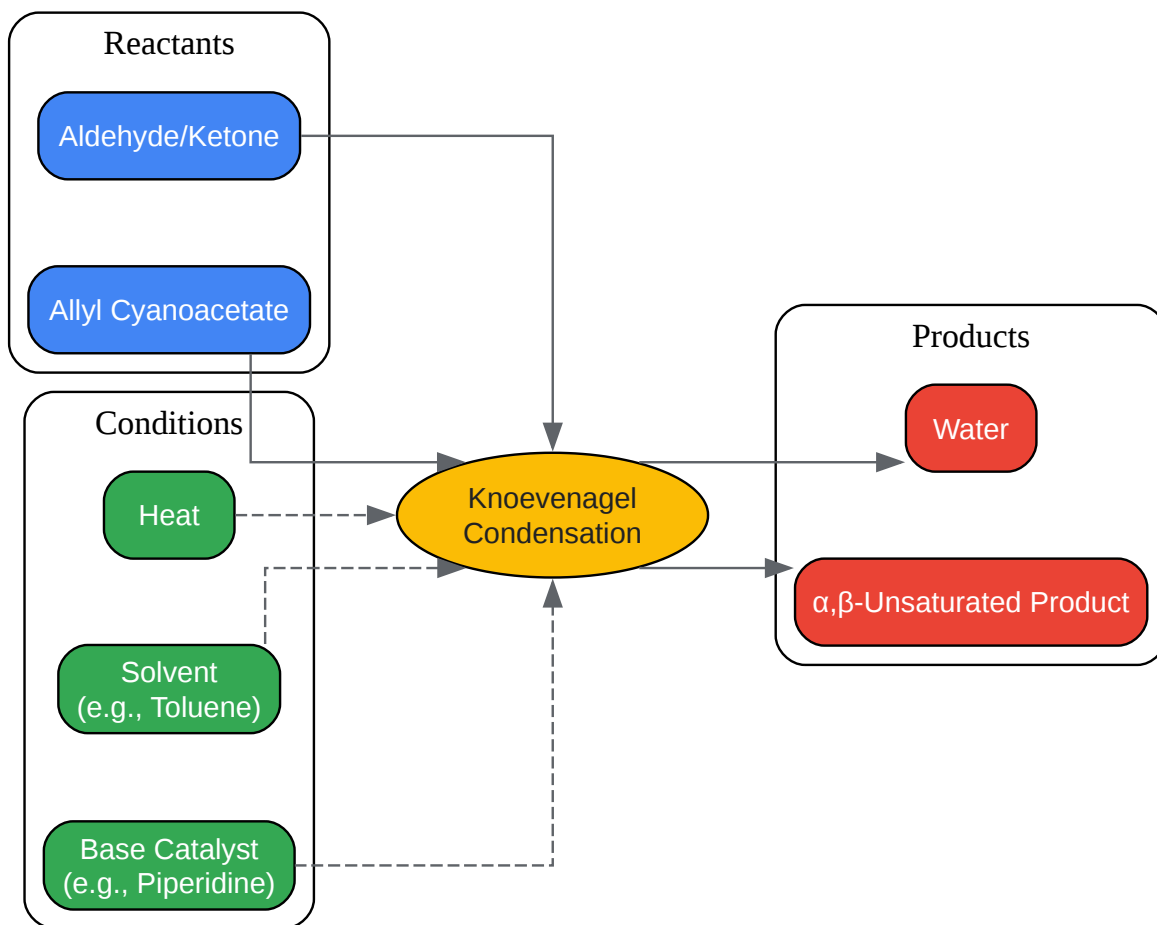 Reactants
Aldehyde/Ketone
Allyl Cyanoacetate
Conditions
Heat
Solvent
(e.g., Toluene)
Base Catalyst
(e.g., Piperidine)
Knoevenagel
Condensation
Products
Water
α,β-Unsaturated Product